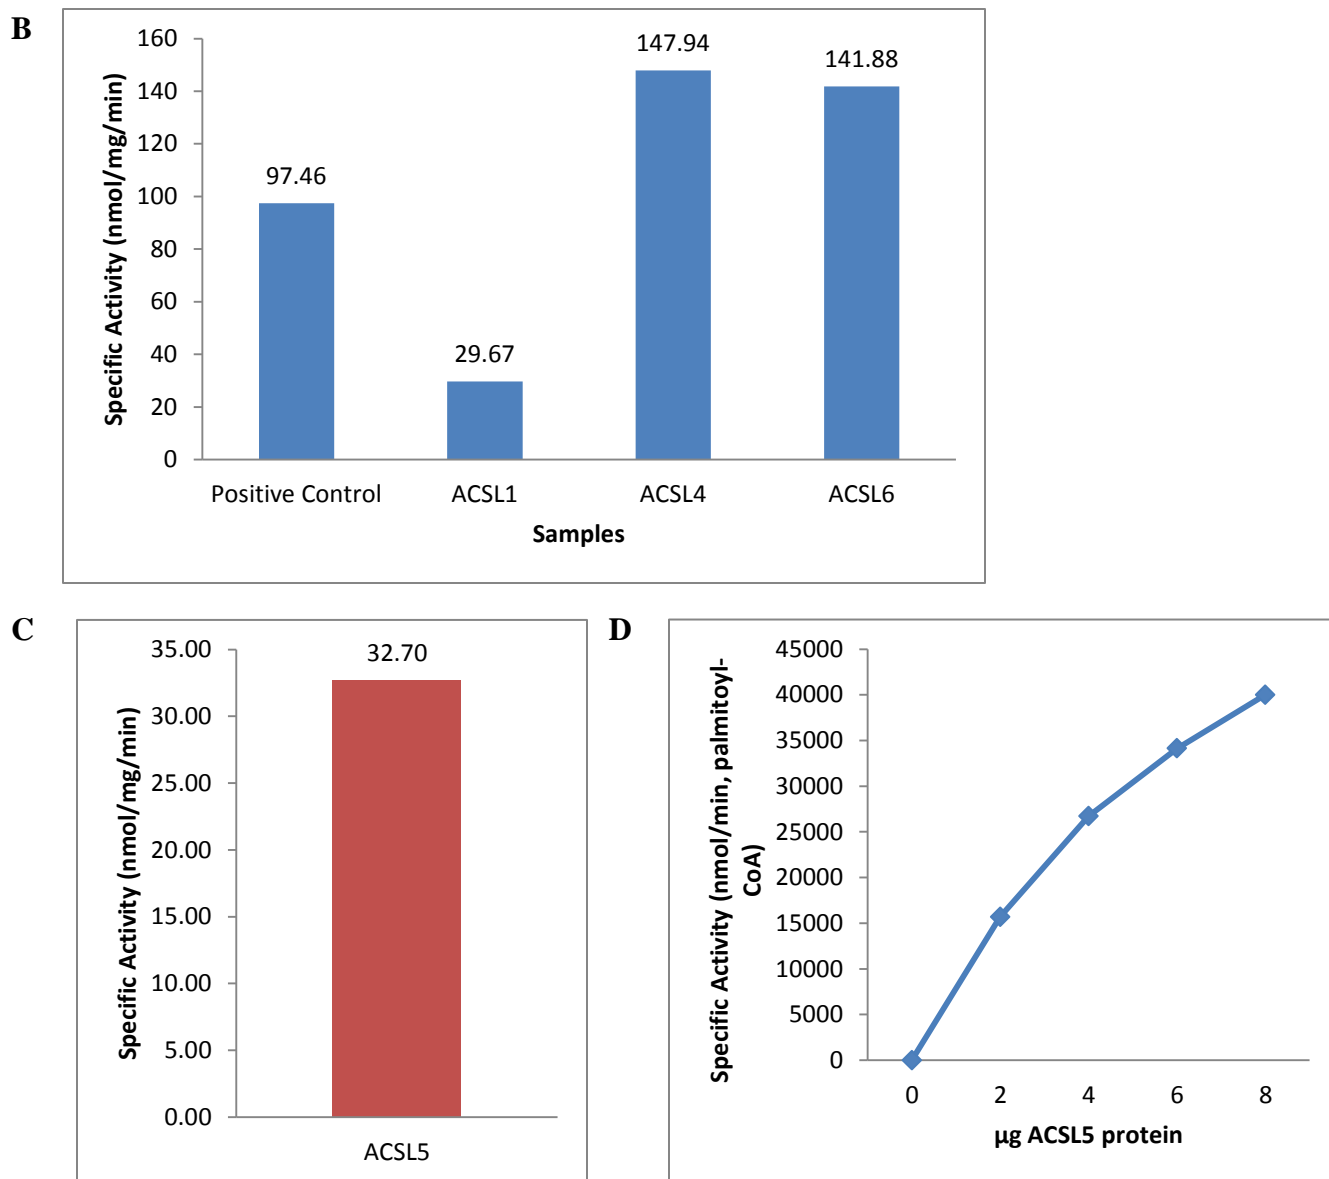 B
Specific Activity (nmol/mg/min)
160
140
120
100
80
60
40
20
0
97.46
29.67
147.94
141.88
Positive Control
ACSL1
ACSL4
ACSL6
Samples
C
Specific Activity (nmol/mg/min)
35.00
30.00
25.00
20.00
15.00
10.00
5.00
0.00
32.70
ACSL5
D
Specific Activity (nmol/min, palmitoyl-
CoA)
45000
40000
35000
30000
25000
20000
15000
10000
5000
0
0
2
4
6
8
µg ACSL5 protein